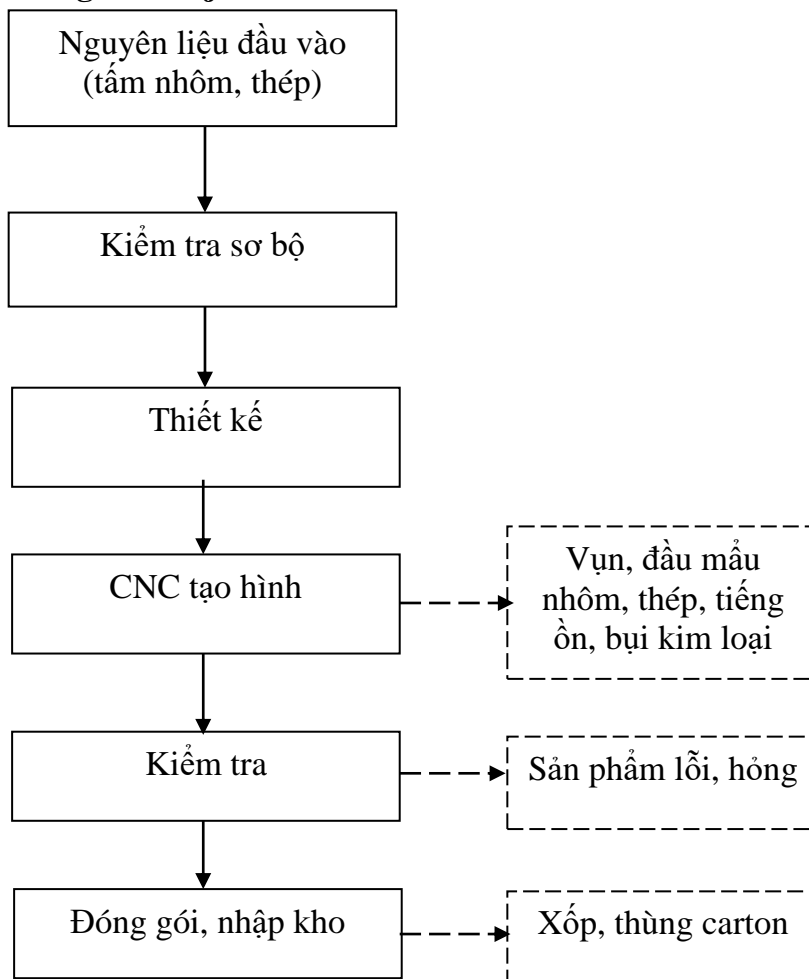 Nguyên liệu đầu vào
(tấm nhôm, thép)
Kiểm tra sơ bộ
Thiết kế
CNC tạo hình
Vụn, đầu mẩu
nhôm, thép, tiếng
ồn, bụi kim loại
Kiểm tra
Sản phẩm lỗi, hỏng
Đóng gói, nhập kho
Xốp, thùng carton